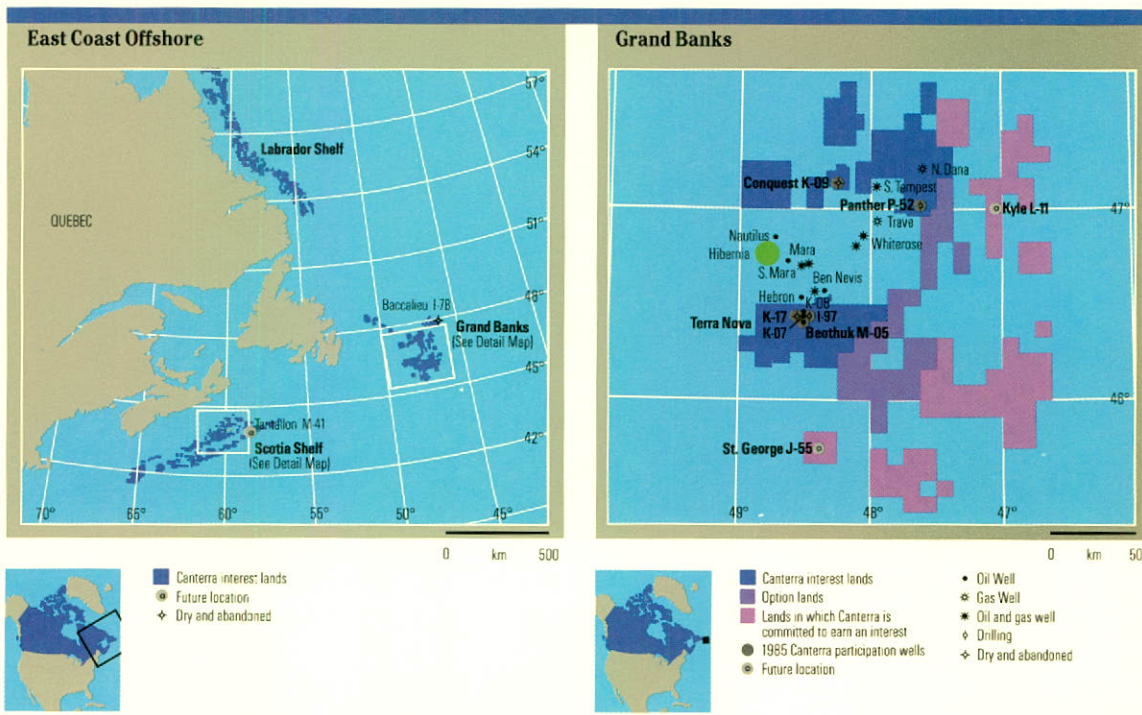 East Coast Offshore
57°
Labrador Shelf
54°
51°
QUEBEC
48°
Baccalieu I-78
Grand Banks
(See Detail Map)
45°
Tantallon M-41
42°
Scotia Shelf
(See Detail Map)
70°
65°
60°
55°
50°
45°
0 km 500
Canterra interest lands
Future location
Dry and abandoned
Grand Banks
N. Dana
Conquest K-09
S. Tempest
Panther P-52
Kyle L-11
47°
Trave
Nautilus
Whiterose
Hibernia
Mara
S. Mara
Ben Nevis
Hebron
K-08
Terra Nova
K-17
I-97
K-07
Beothuk M-05
46°
St. George J-55
49°
48°
47°
0 km 50
Canterra interest lands
Option lands
Lands in which Canterra is
committed to earn an interest
1985 Canterra participation wells
Future location
Oil Well
Gas Well
Oil and gas well
Drilling
Dry and abandoned